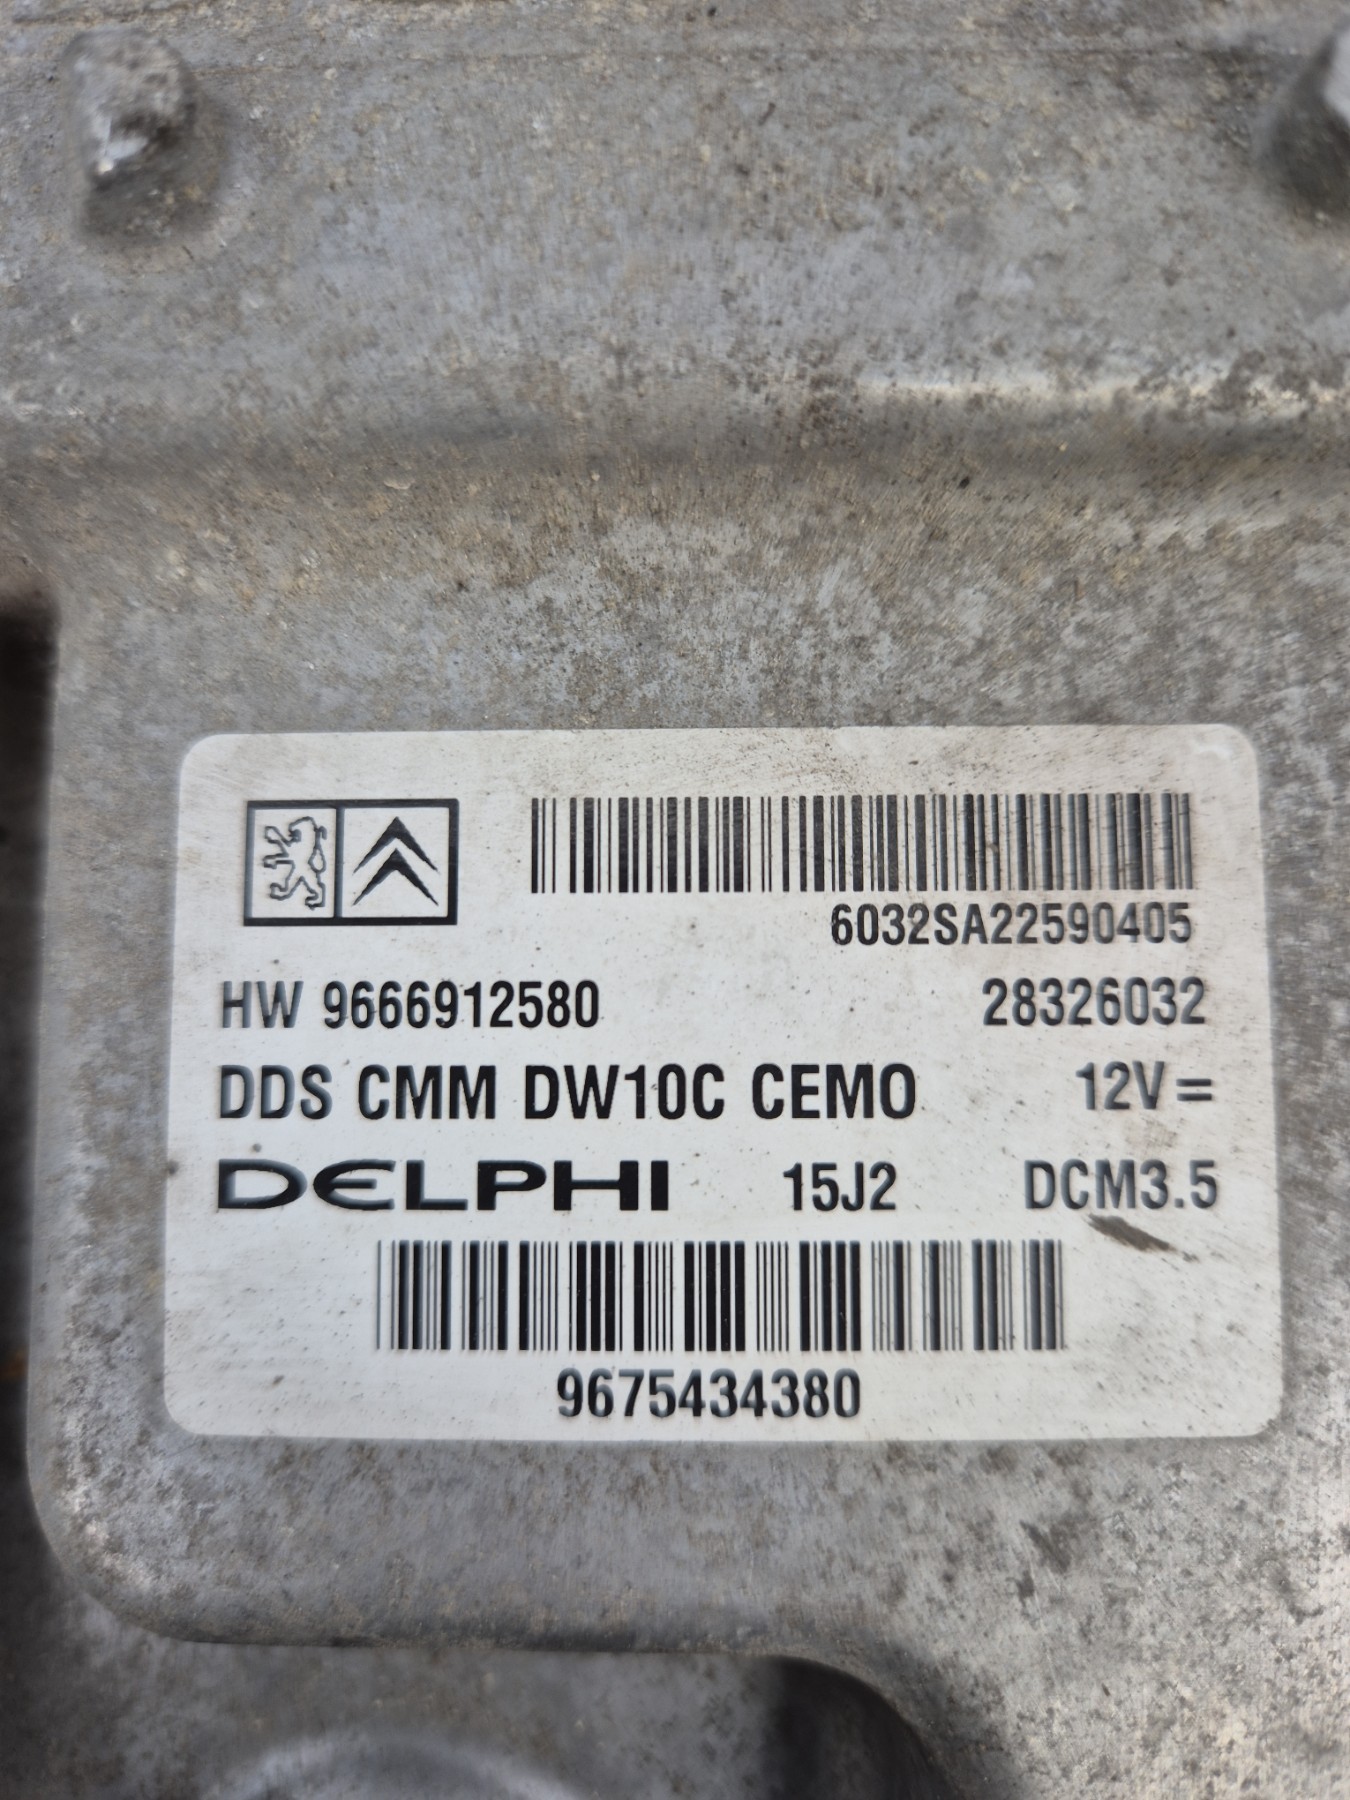 6032SA22590405
HW 9666912580 28326032
DDS CMM DW10C CEMO 12V =
DELPHI 15J2 DCM3.5
9675434380